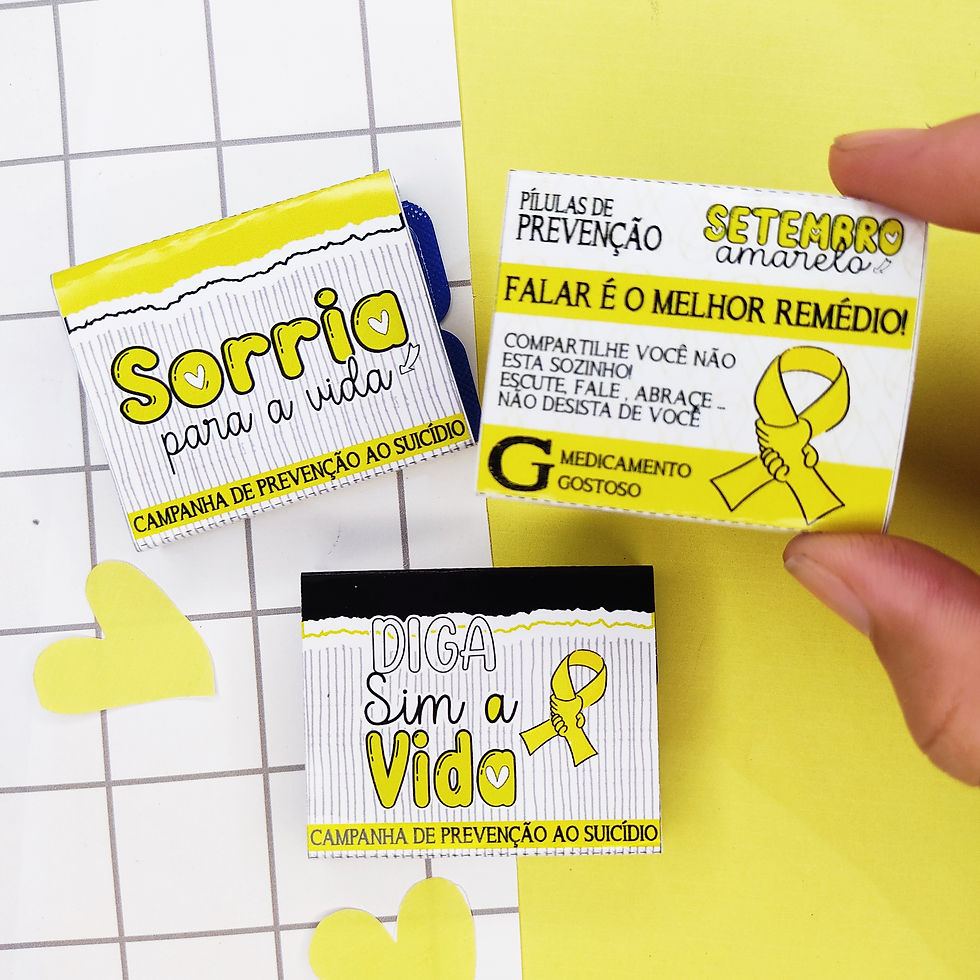 Sorria
para a vida
CAMPANHA DE PREVENÇÃO AO SUICÍDIO
PÍLULAS DE
PREVENÇÃO
SETEMBRO
amarelo
FALAR É O MELHOR REMÉDIO!
COMPARTILHE VOCÊ NÃO
ESTA SOZINHO!
ESCUTE, FALE , ABRAÇE ...
NÃO DESISTA DE VOCÊ
G MEDICAMENTO
GOSTOSO
DIGA
Sim a
Vida
CAMPANHA DE PREVENÇÃO AO SUICÍDIO